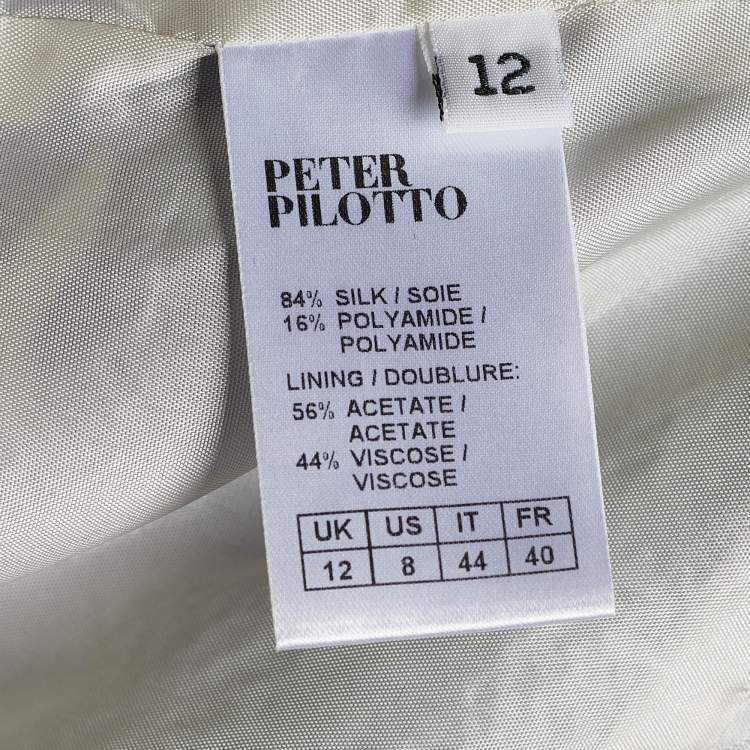 12
PETER
PILOTTO
84% SILK / SOIE
16% POLYAMIDE /
POLYAMIDE
LINING / DOUBLURE:
56% ACETATE /
ACETATE
44% VISCOSE /
VISCOSE
UK US IT FR
12 8 44 40